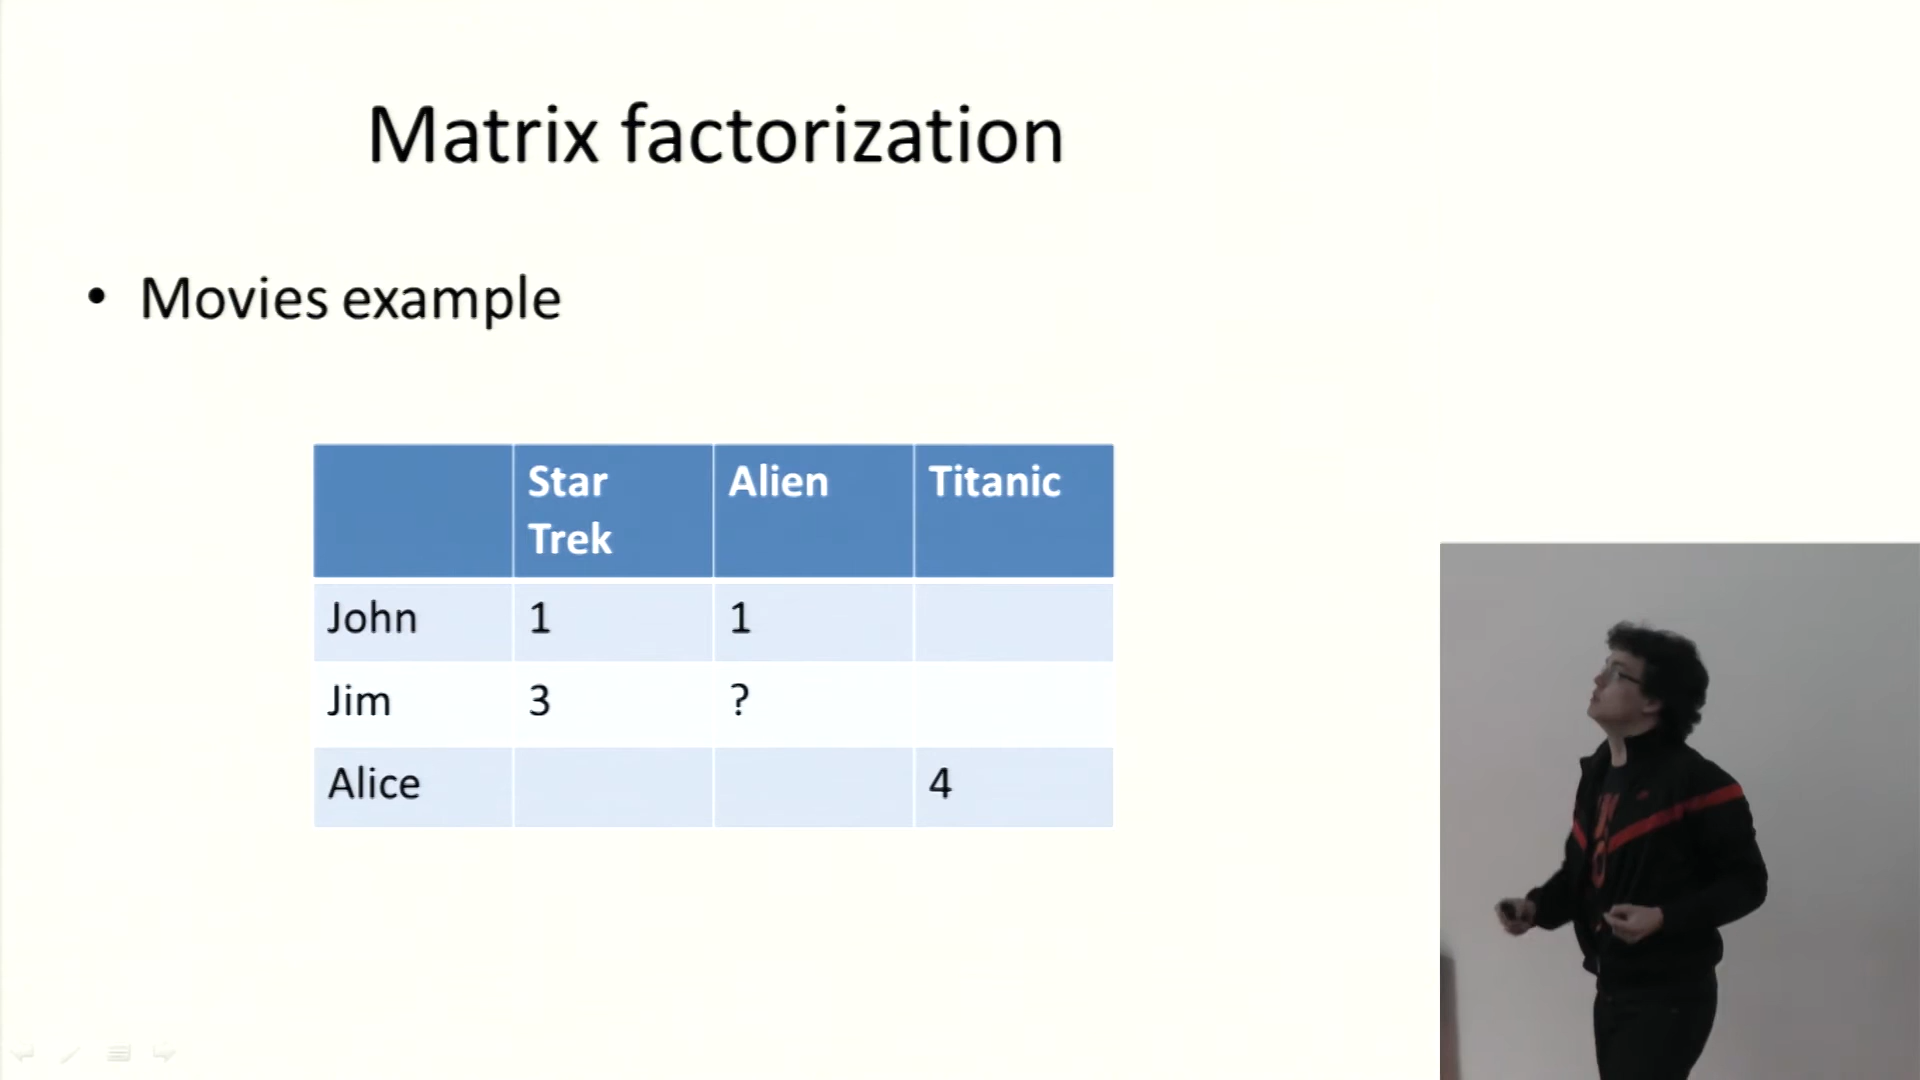 Matrix factorization
• Movies example
Star Trek Alien Titanic
John 1 1
Jim 3 ?
Alice 4